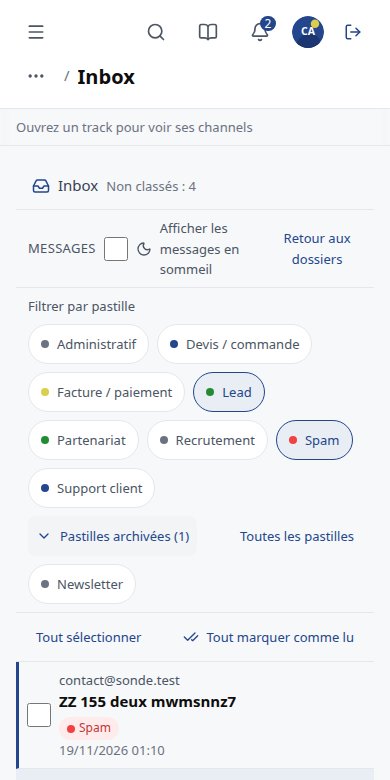 2
CA
/ Inbox
Ouvrez un track pour voir ses channels
Inbox Non classés : 4
MESSAGES
Afficher les
messages en
sommeil
Retour aux
dossiers
Filtrer par pastille
Administratif
Devis / commande
Facture / paiement
Lead
Partenariat
Recrutement
Spam
Support client
Pastilles archivées (1)
Toutes les pastilles
Newsletter
Tout sélectionner
Tout marquer comme lu
contact@sonde.test
ZZ 155 deux mwmsnnz7
Spam
19/11/2026 01:10